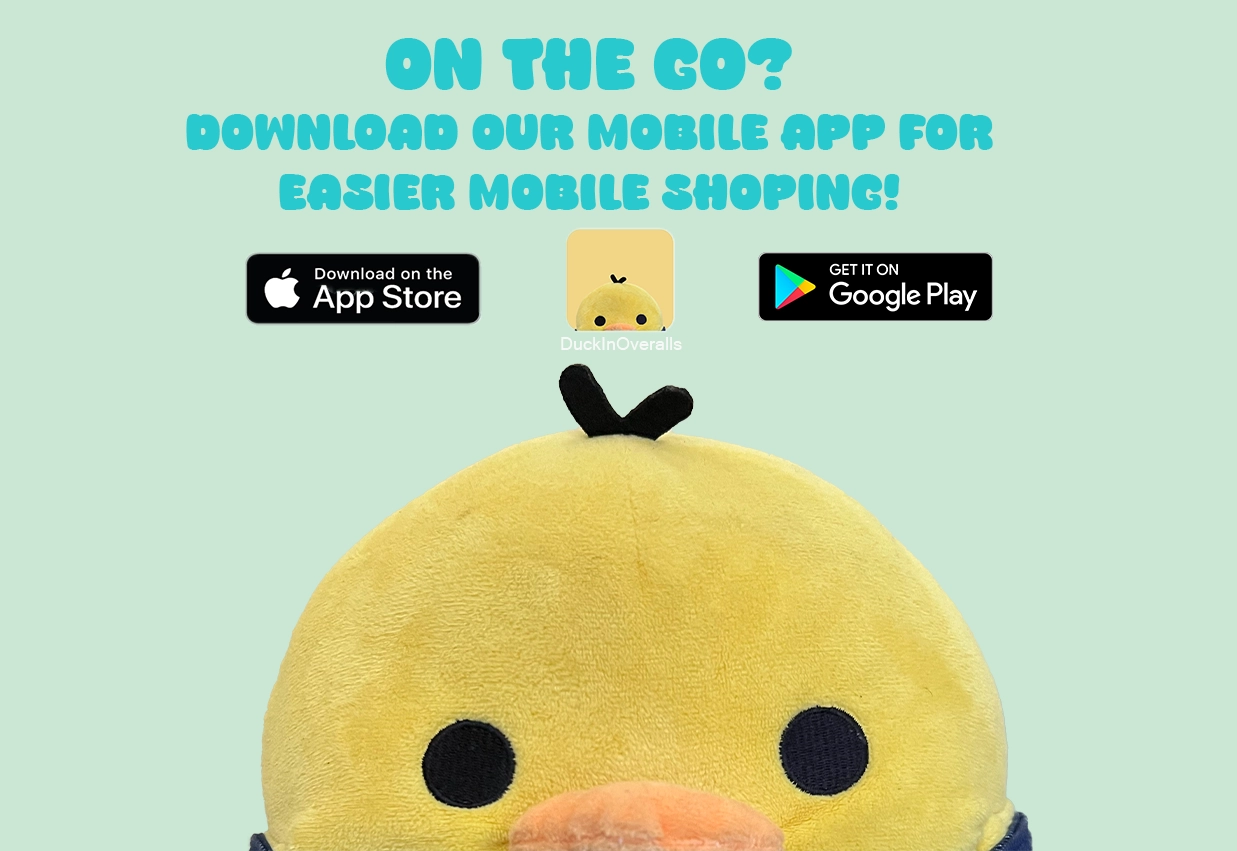 ON THE GO?
DOWNLOAD OUR MOBILE APP FOR
EASIER MOBILE SHOPING!
Download on the
App Store
GET IT ON
Google Play
DuckInOveralls